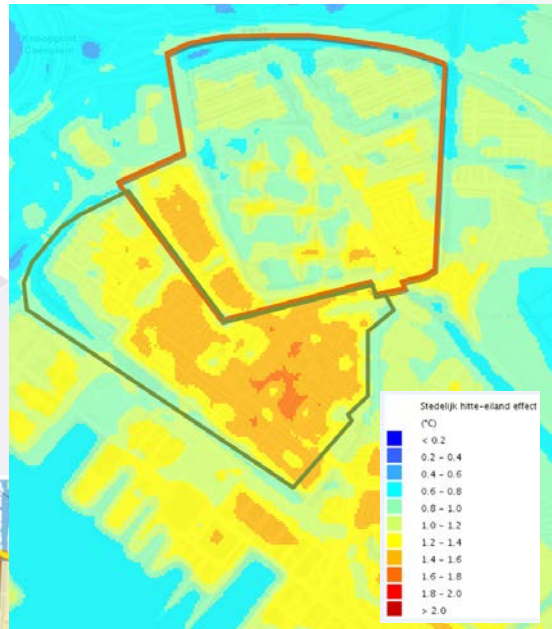 Knooppunt
Coenplein
Stedelijk hitte-eiland effect
(°C)
< 0.2
0.2 - 0.4
0.4 - 0.6
0.6 - 0.8
0.8 - 1.0
1.0 - 1.2
1.2 - 1.4
1.4 - 1.6
1.6 - 1.8
1.8 - 2.0
> 2.0